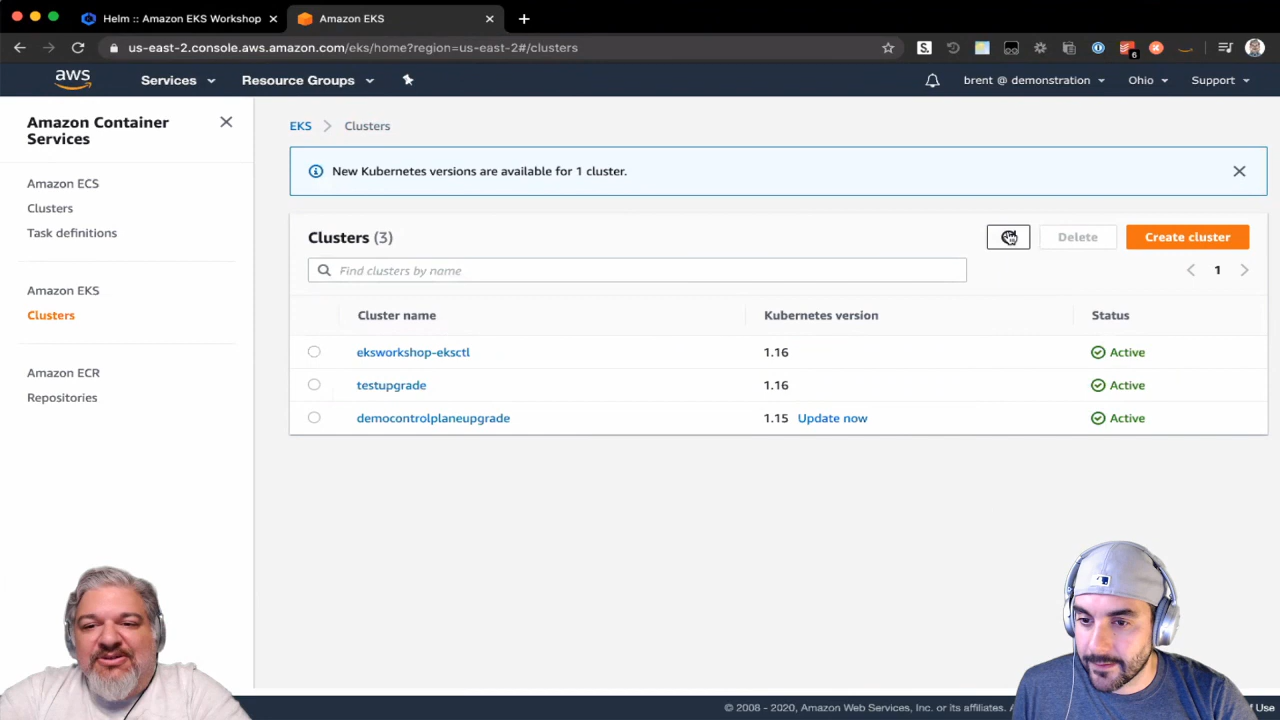 Helm :: Amazon EKS Workshop
Amazon EKS
us-east-2.console.aws.amazon.com/eks/home?region=us-east-2#/clusters
6
aws
Services
Resource Groups
brent @ demonstration
Ohio
Support
Amazon Container Services
Amazon ECS
Clusters
Task definitions
Amazon EKS
Clusters
Amazon ECR
Repositories
EKS
Clusters
New Kubernetes versions are available for 1 cluster.
Clusters (3)
Delete
Create cluster
Find clusters by name
1
Cluster name
Kubernetes version
Status
eksworkshop-eksctl
1.16
Active
testupgrade
1.16
Active
democontrolplaneupgrade
1.15 Update now
Active
© 2008 - 2020, Amazon Web Services, Inc. or its affiliates.
Use